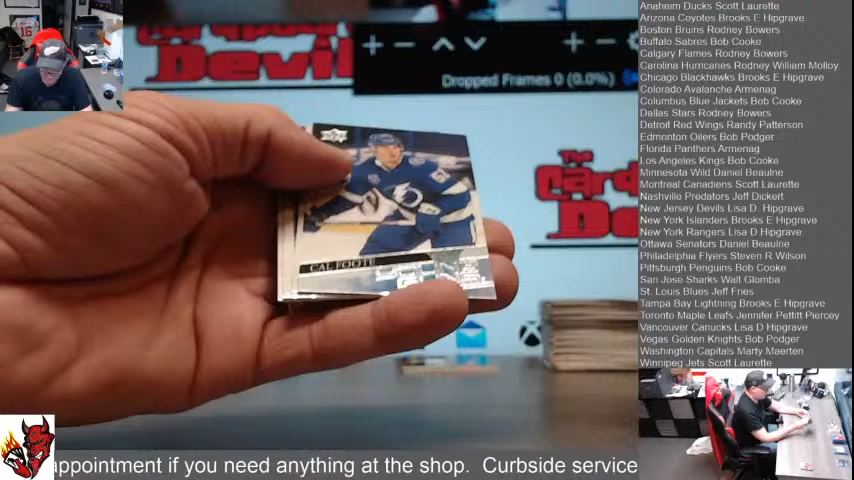 The
Cardboard
Devil
Dropped Frames 0 (0.0%)
CAL FOOTE
Anaheim Ducks Scott Laurette
Arizona Coyotes Brooks E Hipgrave
Boston Bruins Rodney Bowers
Buffalo Sabres Bob Cooke
Calgary Flames Rodney Bowers
Carolina Hurricanes Rodney William Molloy
Chicago Blackhawks Brooks E Hipgrave
Colorado Avalanche Armenag
Columbus Blue Jackets Bob Cooke
Dallas Stars Rodney Bowers
Detroit Red Wings Randy Patterson
Edmonton Oilers Bob Podger
Florida Panthers Armenag
Los Angeles Kings Bob Cooke
Minnesota Wild Daniel Beaulne
Montreal Canadiens Scott Laurette
Nashville Predators Jeff Dickert
New Jersey Devils Lisa D. Hipgrave
New York Islanders Brooks E Hipgrave
New York Rangers Lisa D Hipgrave
Ottawa Senators Daniel Beaulne
Philadelphia Flyers Steven R Wilson
Pittsburgh Penguins Bob Cooke
San Jose Sharks Walt Glomba
St. Louis Blues Jeff Fries
Tampa Bay Lightning Brooks E Hipgrave
Toronto Maple Leafs Jennifer Pettitt Piercey
Vancouver Canucks Lisa D Hipgrave
Vegas Golden Knights Bob Podger
Washington Capitals Marty Maerten
Winnipeg Jets Scott Laurette
appointment if you need anything at the shop. Curbside service